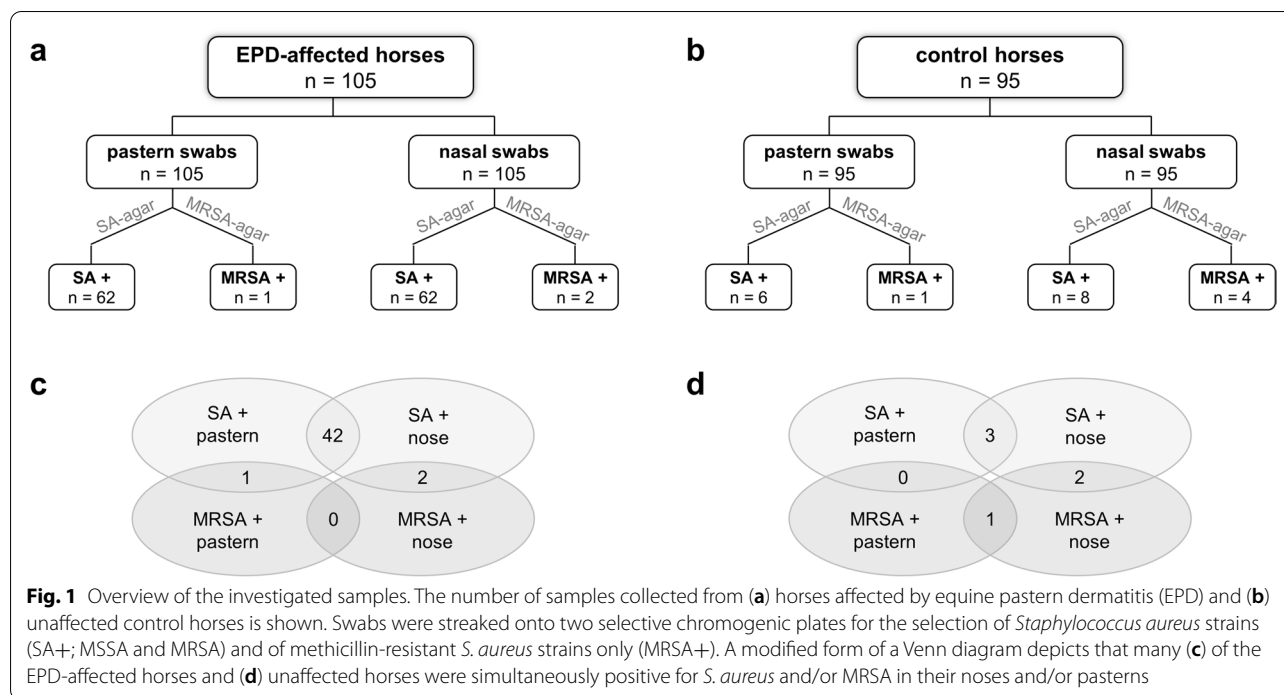 a
EPD-affected horses
n = 105
pastern swabs
n = 105
nasal swabs
n = 105
SA-agar
MRSA-agar
SA-agar
MRSA-agar
SA +
n = 62
MRSA +
n = 1
SA +
n = 62
MRSA +
n = 2
b
control horses
n = 95
pastern swabs
n = 95
nasal swabs
n = 95
SA-agar
MRSA-agar
SA-agar
MRSA-agar
SA +
n = 6
MRSA +
n = 1
SA +
n = 8
MRSA +
n = 4
c
SA +
pastern
42
SA +
nose
1
2
MRSA +
pastern
0
MRSA +
nose
d
SA +
pastern
3
SA +
nose
0
2
MRSA +
pastern
1
MRSA +
nose
Fig. 1 Overview of the investigated samples. The number of samples collected from (a) horses affected by equine pastern dermatitis (EPD) and (b)
unaffected control horses is shown. Swabs were streaked onto two selective chromogenic plates for the selection of Staphylococcus aureus strains
(SA+; MSSA and MRSA) and of methicillin-resistant S. aureus strains only (MRSA+). A modified form of a Venn diagram depicts that many (c) of the
EPD-affected horses and (d) unaffected horses were simultaneously positive for S. aureus and/or MRSA in their noses and/or pasterns